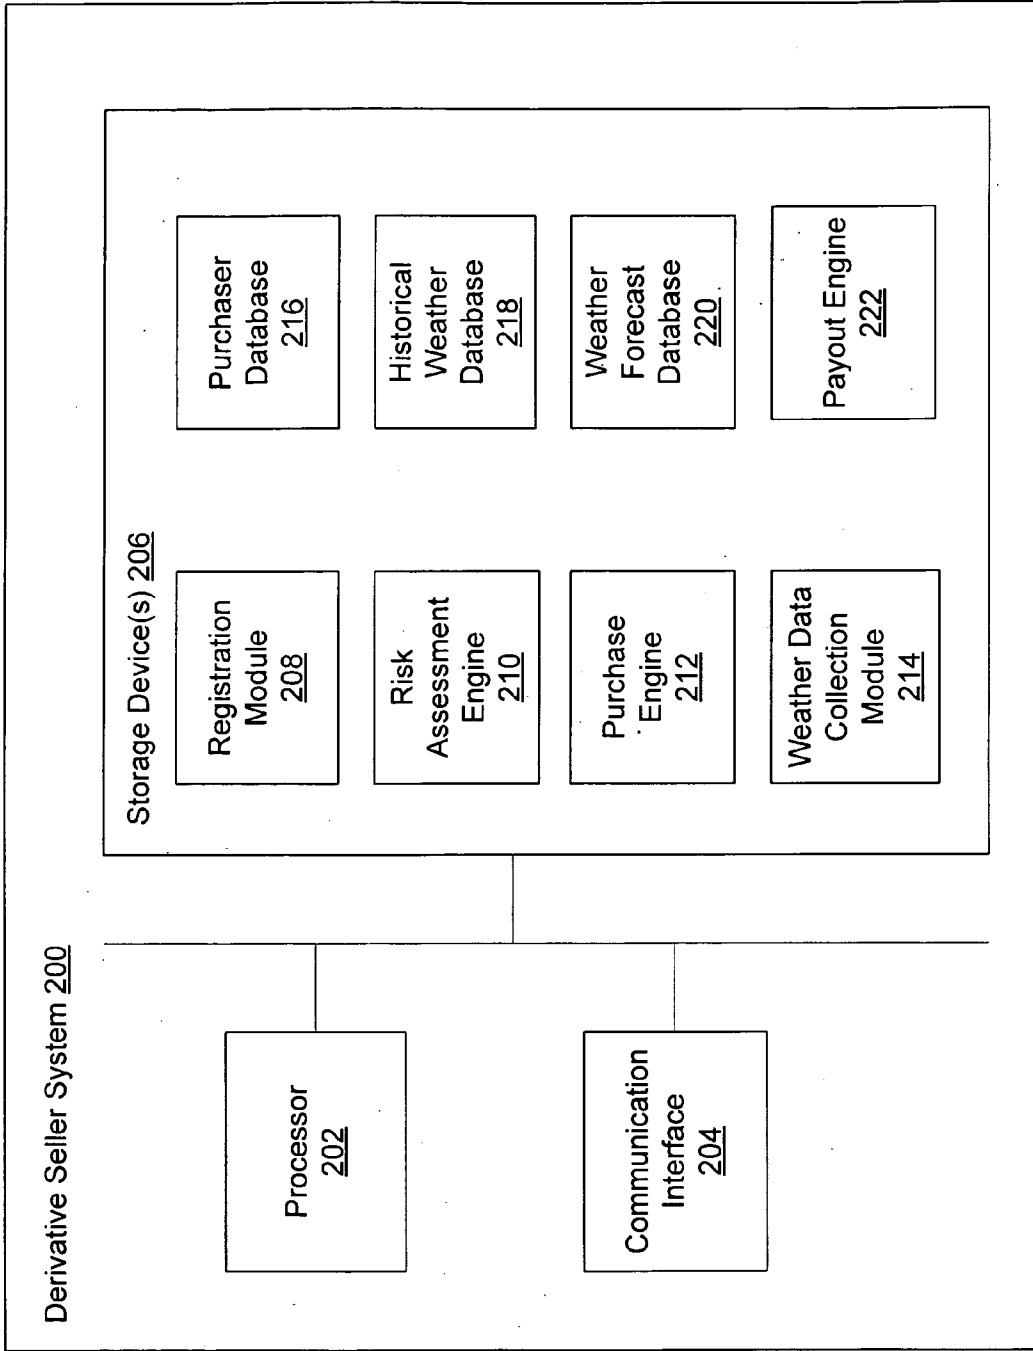 Derivative Seller System 200
Processor
202
Communication
Interface
204
Storage Device(s) 206
Registration
Module
208
Risk
Assessment
Engine
210
Purchase
Engine
212
Weather Data
Collection
Module
214
Purchaser
Database
216
Historical
Weather
Database
218
Weather
Forecast
Database
220
Payout Engine
222